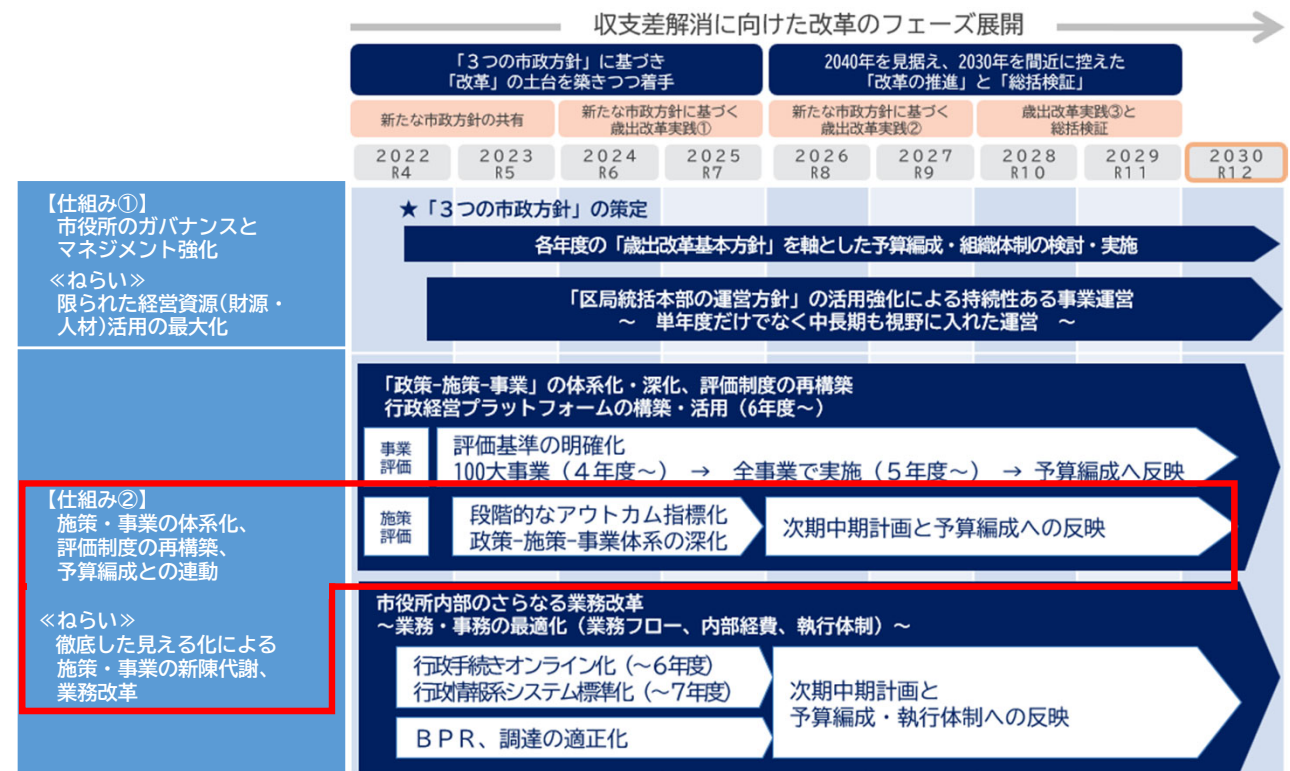 収支差解消に向けた改革のフェーズ展開
「３つの市政方針」に基づき
「改革」の土台を築きつつ着手
2040年を見据え、2030年を間近に控えた
「改革の推進」と「総括検証」
新たな市政方針の共有
新たな市政方針に基づく
歳出改革実践①
新たな市政方針に基づく
歳出改革実践②
歳出改革実践③と
総括検証
2022
R4
2023
R5
2024
R6
2025
R7
2026
R8
2027
R9
2028
R10
2029
R11
2030
R12
【仕組み①】
市役所のガバナンスと
マネジメント強化
≪ねらい≫
限られた経営資源(財源・
人材)活用の最大化
★「３つの市政方針」の策定
各年度の「歳出改革基本方針」を軸とした予算編成・組織体制の検討・実施
「区局統括本部の運営方針」の活用強化による持続性ある事業運営
～　単年度だけでなく中長期も視野に入れた運営　～
【仕組み②】
施策・事業の体系化、
評価制度の再構築、
予算編成との連動
≪ねらい≫
徹底した見える化による
施策・事業の新陳代謝、
業務改革
「政策-施策-事業」の体系化・深化、評価制度の再構築
行政経営プラットフォームの構築・活用（6年度～）
事業
評価
評価基準の明確化
100大事業（４年度～）　→　全事業で実施（５年度～）　→ 予算編成へ反映
施策
評価
段階的なアウトカム指標化
政策-施策-事業体系の深化
次期中期計画と予算編成への反映
市役所内部のさらなる業務改革
～業務・事務の最適化（業務フロー、内部経費、執行体制）～
行政手続きオンライン化（～6年度）
行政情報系システム標準化（～7年度）
ＢＰＲ、調達の適正化
次期中期計画と
予算編成・執行体制への反映